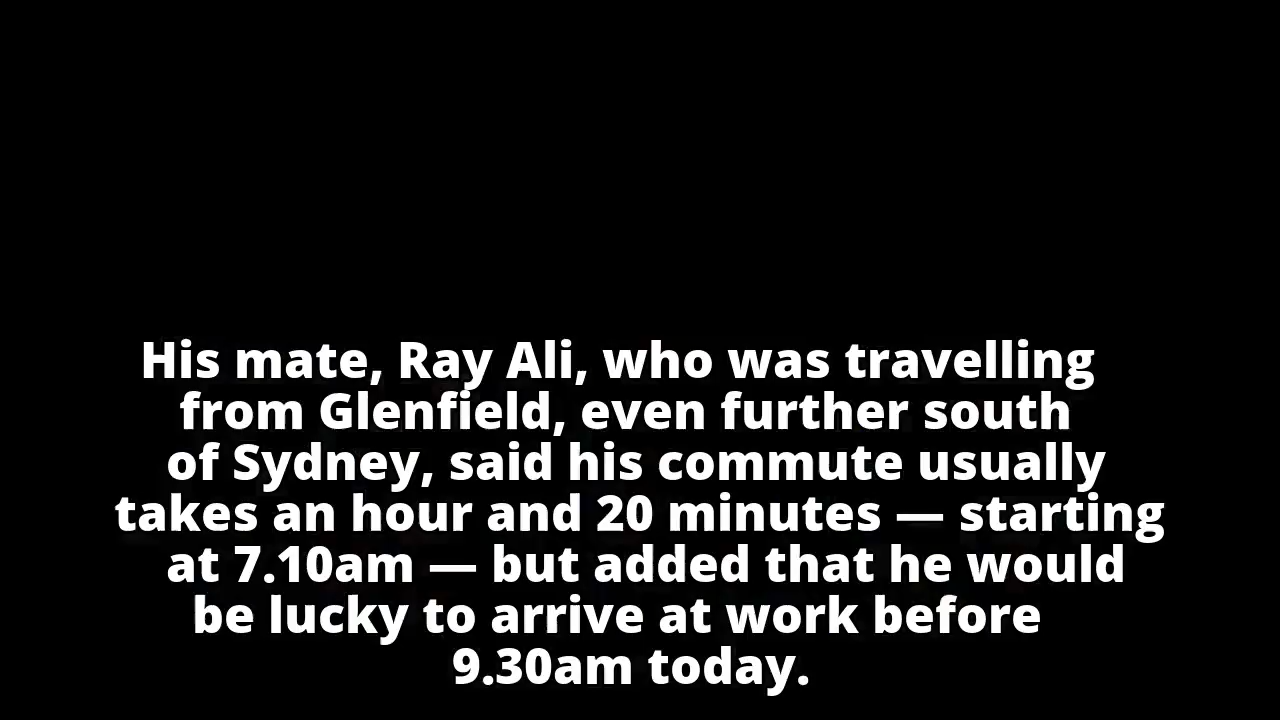 His mate, Ray Ali, who was travelling
from Glenfield, even further south
of Sydney, said his commute usually
takes an hour and 20 minutes — starting
at 7.10am — but added that he would
be lucky to arrive at work before
9.30am today.